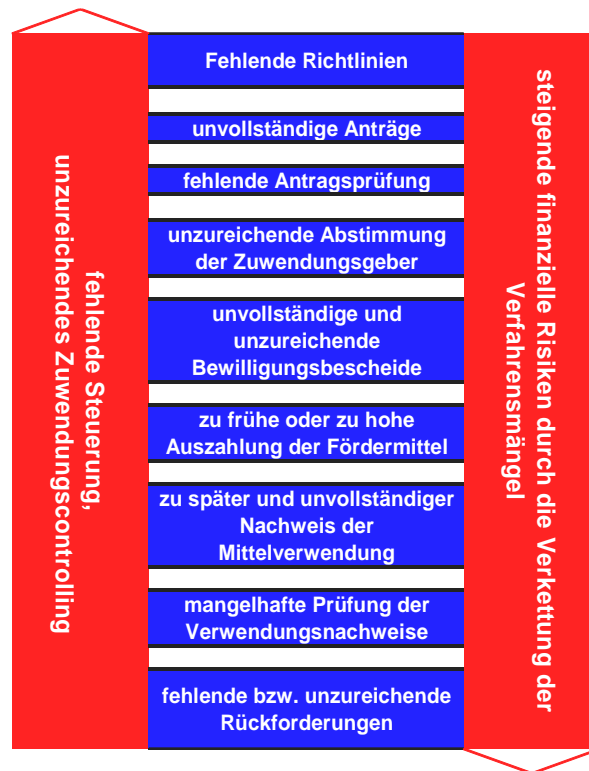 fehlende Steuerung,
unzureichendes Zuwendungscontrolling
Fehlende Richtlinien
unvollständige Anträge
fehlende Antragsprüfung
unzureichende Abstimmung
der Zuwendungsgeber
unvollständige und
unzureichende
Bewilligungsbescheide
zu frühe oder zu hohe
Auszahlung der Fördermittel
zu später und unvollständiger
Nachweis der
Mittelverwendung
mangelhafte Prüfung der
Verwendungsnachweise
fehlende bzw. unzureichende
Rückforderungen
steigende finanzielle Risiken durch die Verkettung der
Verfahrensmängel